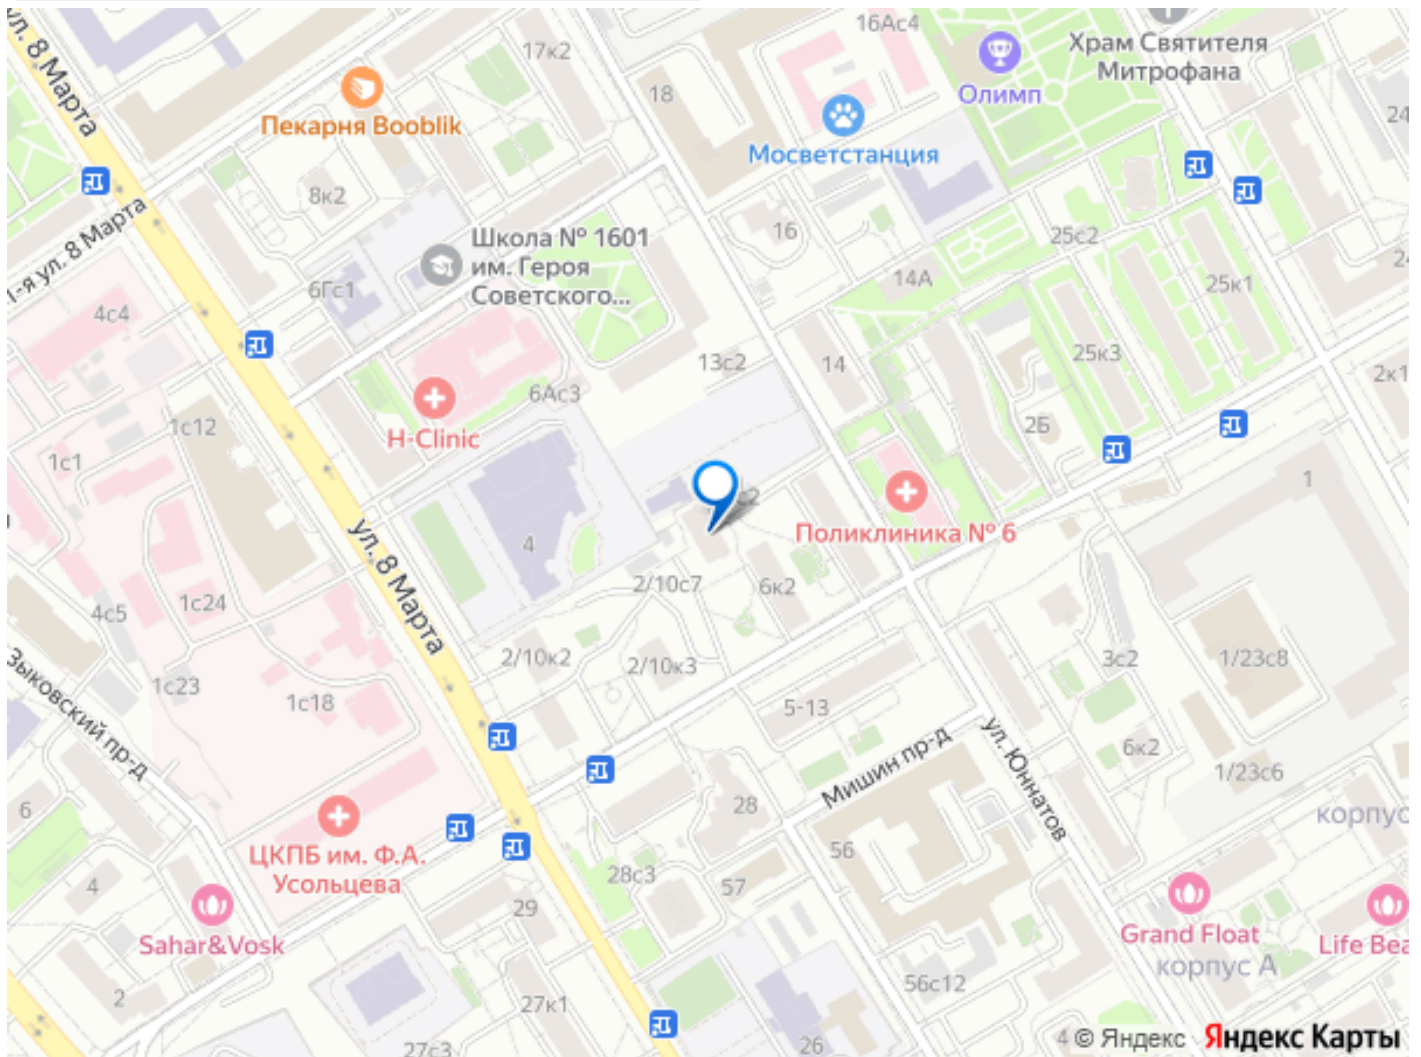 ул. 8 Марта
17к2
16Ас4
Храм Святителя
Митрофана
Олимп
18
24
Пекарня Booblik
Мосветстанция
8к2
1-я ул. 8 Марта
Школа № 1601
им. Героя
Советского...
16
25с2
6Гс1
14А
25к1
4с4
13с2
14
25к3
2к1
6Ас3
1с12
H-Clinic
2Б
1с1
1
Поликлиника № 6
4
ул. 8 Марта
2/10с7
6к2
4с5
1с24
2/10к2
2/10к3
3с2
1/23с8
Зыковский пр-д
1с23
1с18
5-13
ул. Юннатов
6к2
Мишин пр-д
1/23с6
6
28
корпус
ЦКПБ им. Ф.А.
Усольцева
56
4
28с3
57
29
Sahar&Vosk
Grand Float
Life Bea
корпус А
2
27к1
56с12
27с3
26
4
© Яндекс
Яндекс Карты